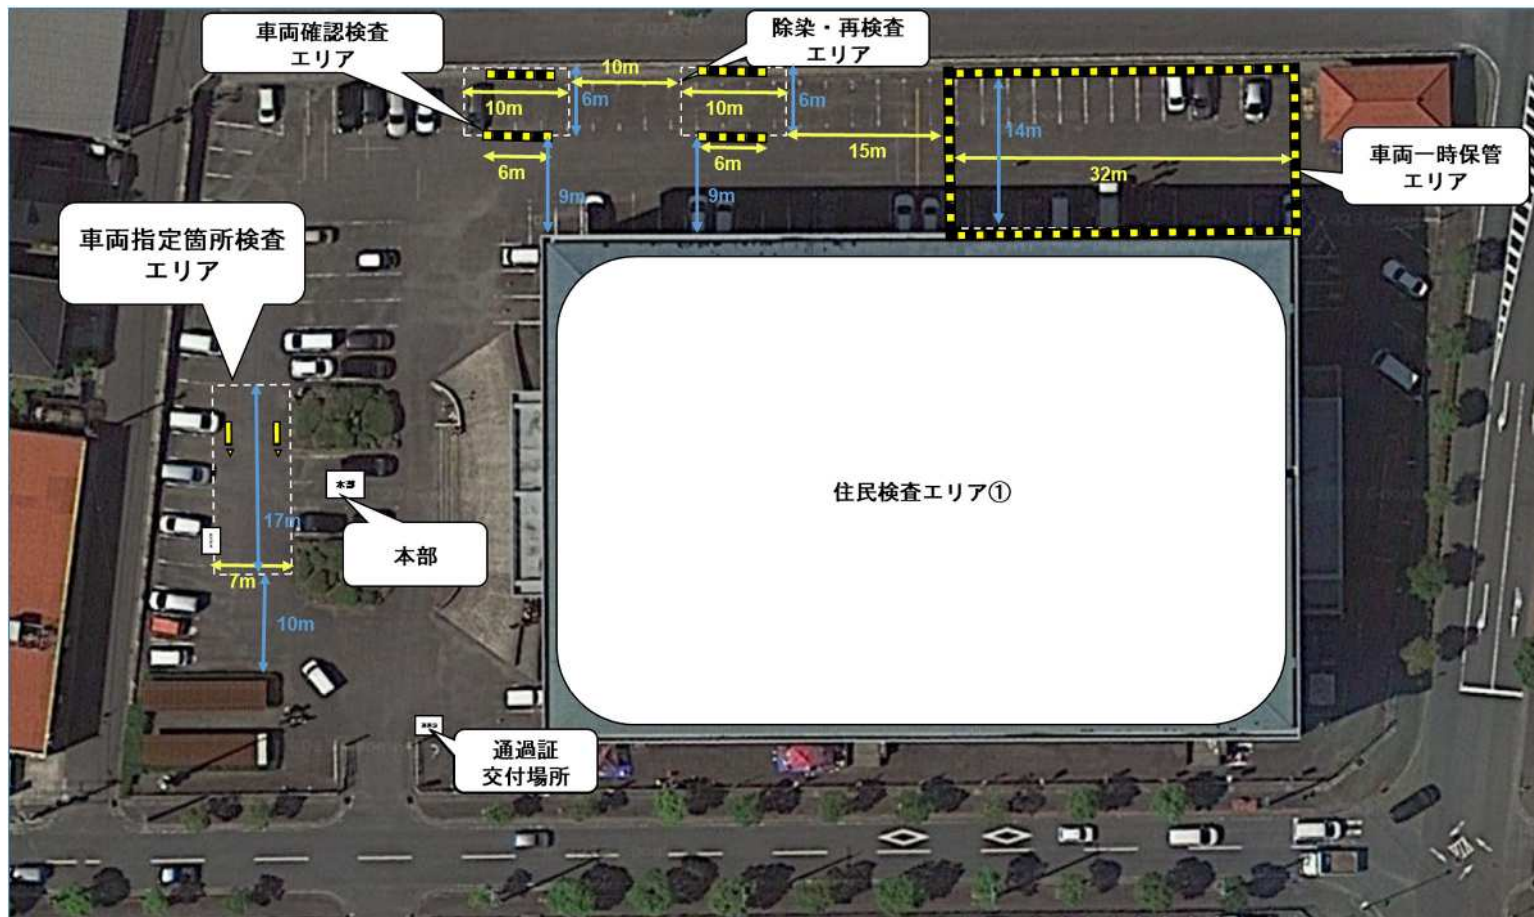 車両確認検査
エリア
除染・再検査
エリア
10m
10m
6m
10m
6m
14m
15m
6m
6m
32m
車両一時保管
エリア
9m
9m
車両指定箇所検査
エリア
住民検査エリア①
本部
17m
本部
7m
10m
通過証
交付場所